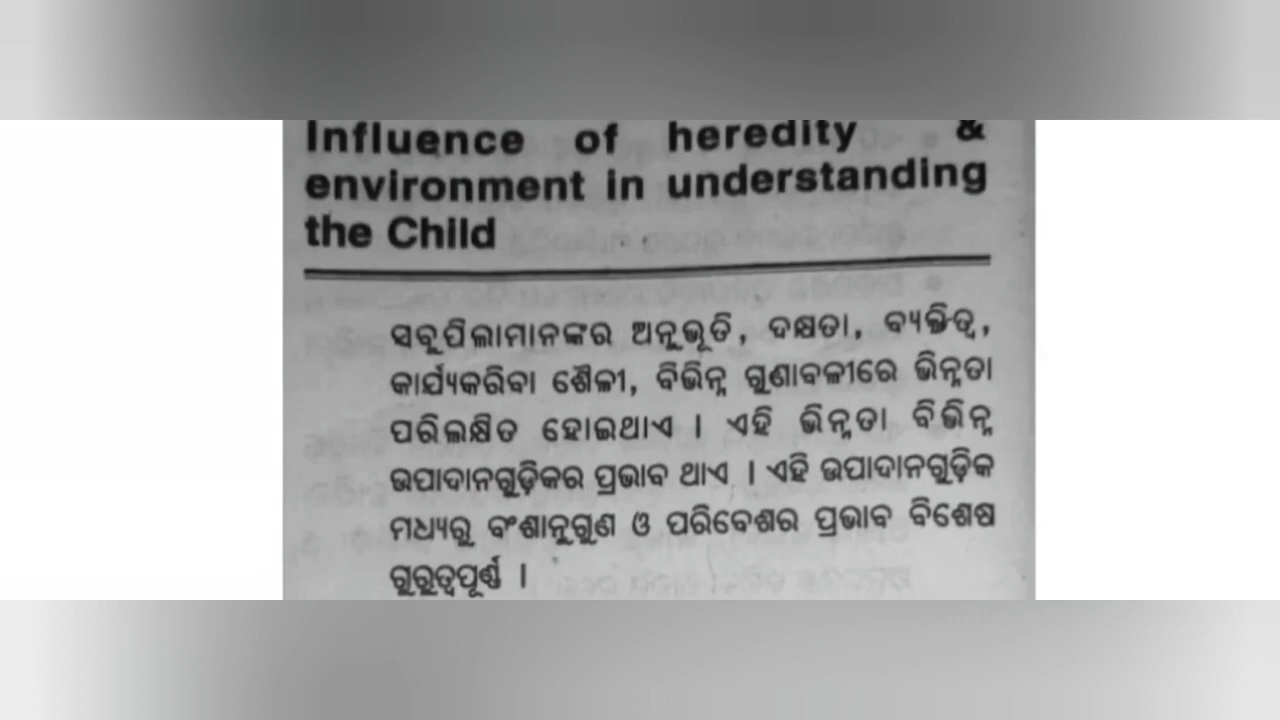 Influence of heredity &
environment in understanding
the Child
ସବୁପିଲାମାନଙ୍କର ଅନୁଭୂତି, ଦକ୍ଷତା, ବ୍ୟକ୍ତିତ୍ୱ,
କାର୍ଯ୍ୟକରିବା ଶୈଳୀ, ବିଭିନ୍ନ ଗୁଣାବଳୀରେ ଭିନ୍ନତା
ପରିଲକ୍ଷିତ ହୋଇଥାଏ । ଏହି ଭିନ୍ନତା ବିଭିନ୍ନ
ଉପାଦାନଗୁଡ଼ିକର ପ୍ରଭାବ ଥାଏ । ଏହି ଉପାଦାନଗୁଡ଼ିକ
ମଧ୍ୟରୁ ବଂଶାନୁଗୁଣ ଓ ପରିବେଶର ପ୍ରଭାବ ବିଶେଷ
ଗୁରୁତ୍ୱପୂର୍ଣ୍ଣ ।